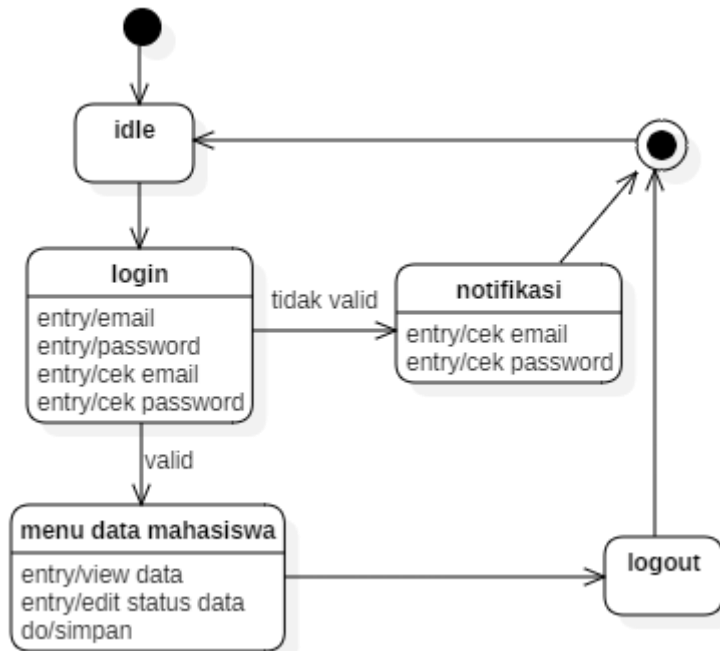 idle
login
entry/email
entry/password
entry/cek email
entry/cek password
tidak valid
notifikasi
entry/cek email
entry/cek password
valid
menu data mahasiswa
entry/view data
entry/edit status data
do/simpan
logout